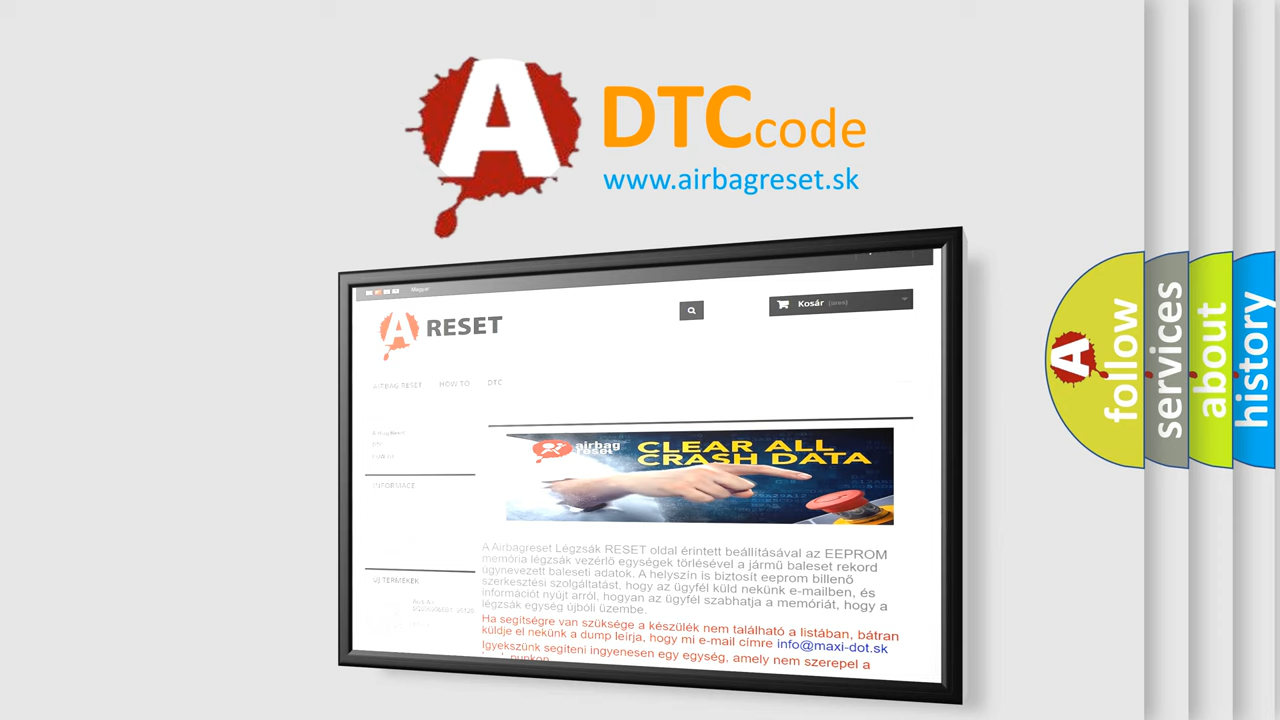 A
DTC code
www.airbagreset.sk
Magyar
A RESET
Kosár (üres)
AIRBAG RESET HOW TO DTC
INFORMACE
airbag
reset
CLEAR ALL
CRASH DATA
A Airbagreset Légzsák RESET oldal érintett beállításával az EEPROM
memória légzsák vezérlő egységek törlésével a jármű baleset rekord
úgynevezett baleseti adatok. A helyszín is biztosít eeprom billenő
szerkesztési szolgáltatást, hogy az ügyfél küld nekünk e-mailben, és
információt nyújt arról, hogyan az ügyfél szabhatja a memóriát, hogy a
légzsák egység újbóli üzembe.
Ha segítségre van szüksége a készülék nem található a listában, bátran
küldje el nekünk a dump leírja, hogy mi e-mail címre info@maxi-dot.sk
Igyekszünk segíteni ingyenesen egy egység, amely nem szerepel a
ÚJ TERMÉKEK
A
follow
services
about
history